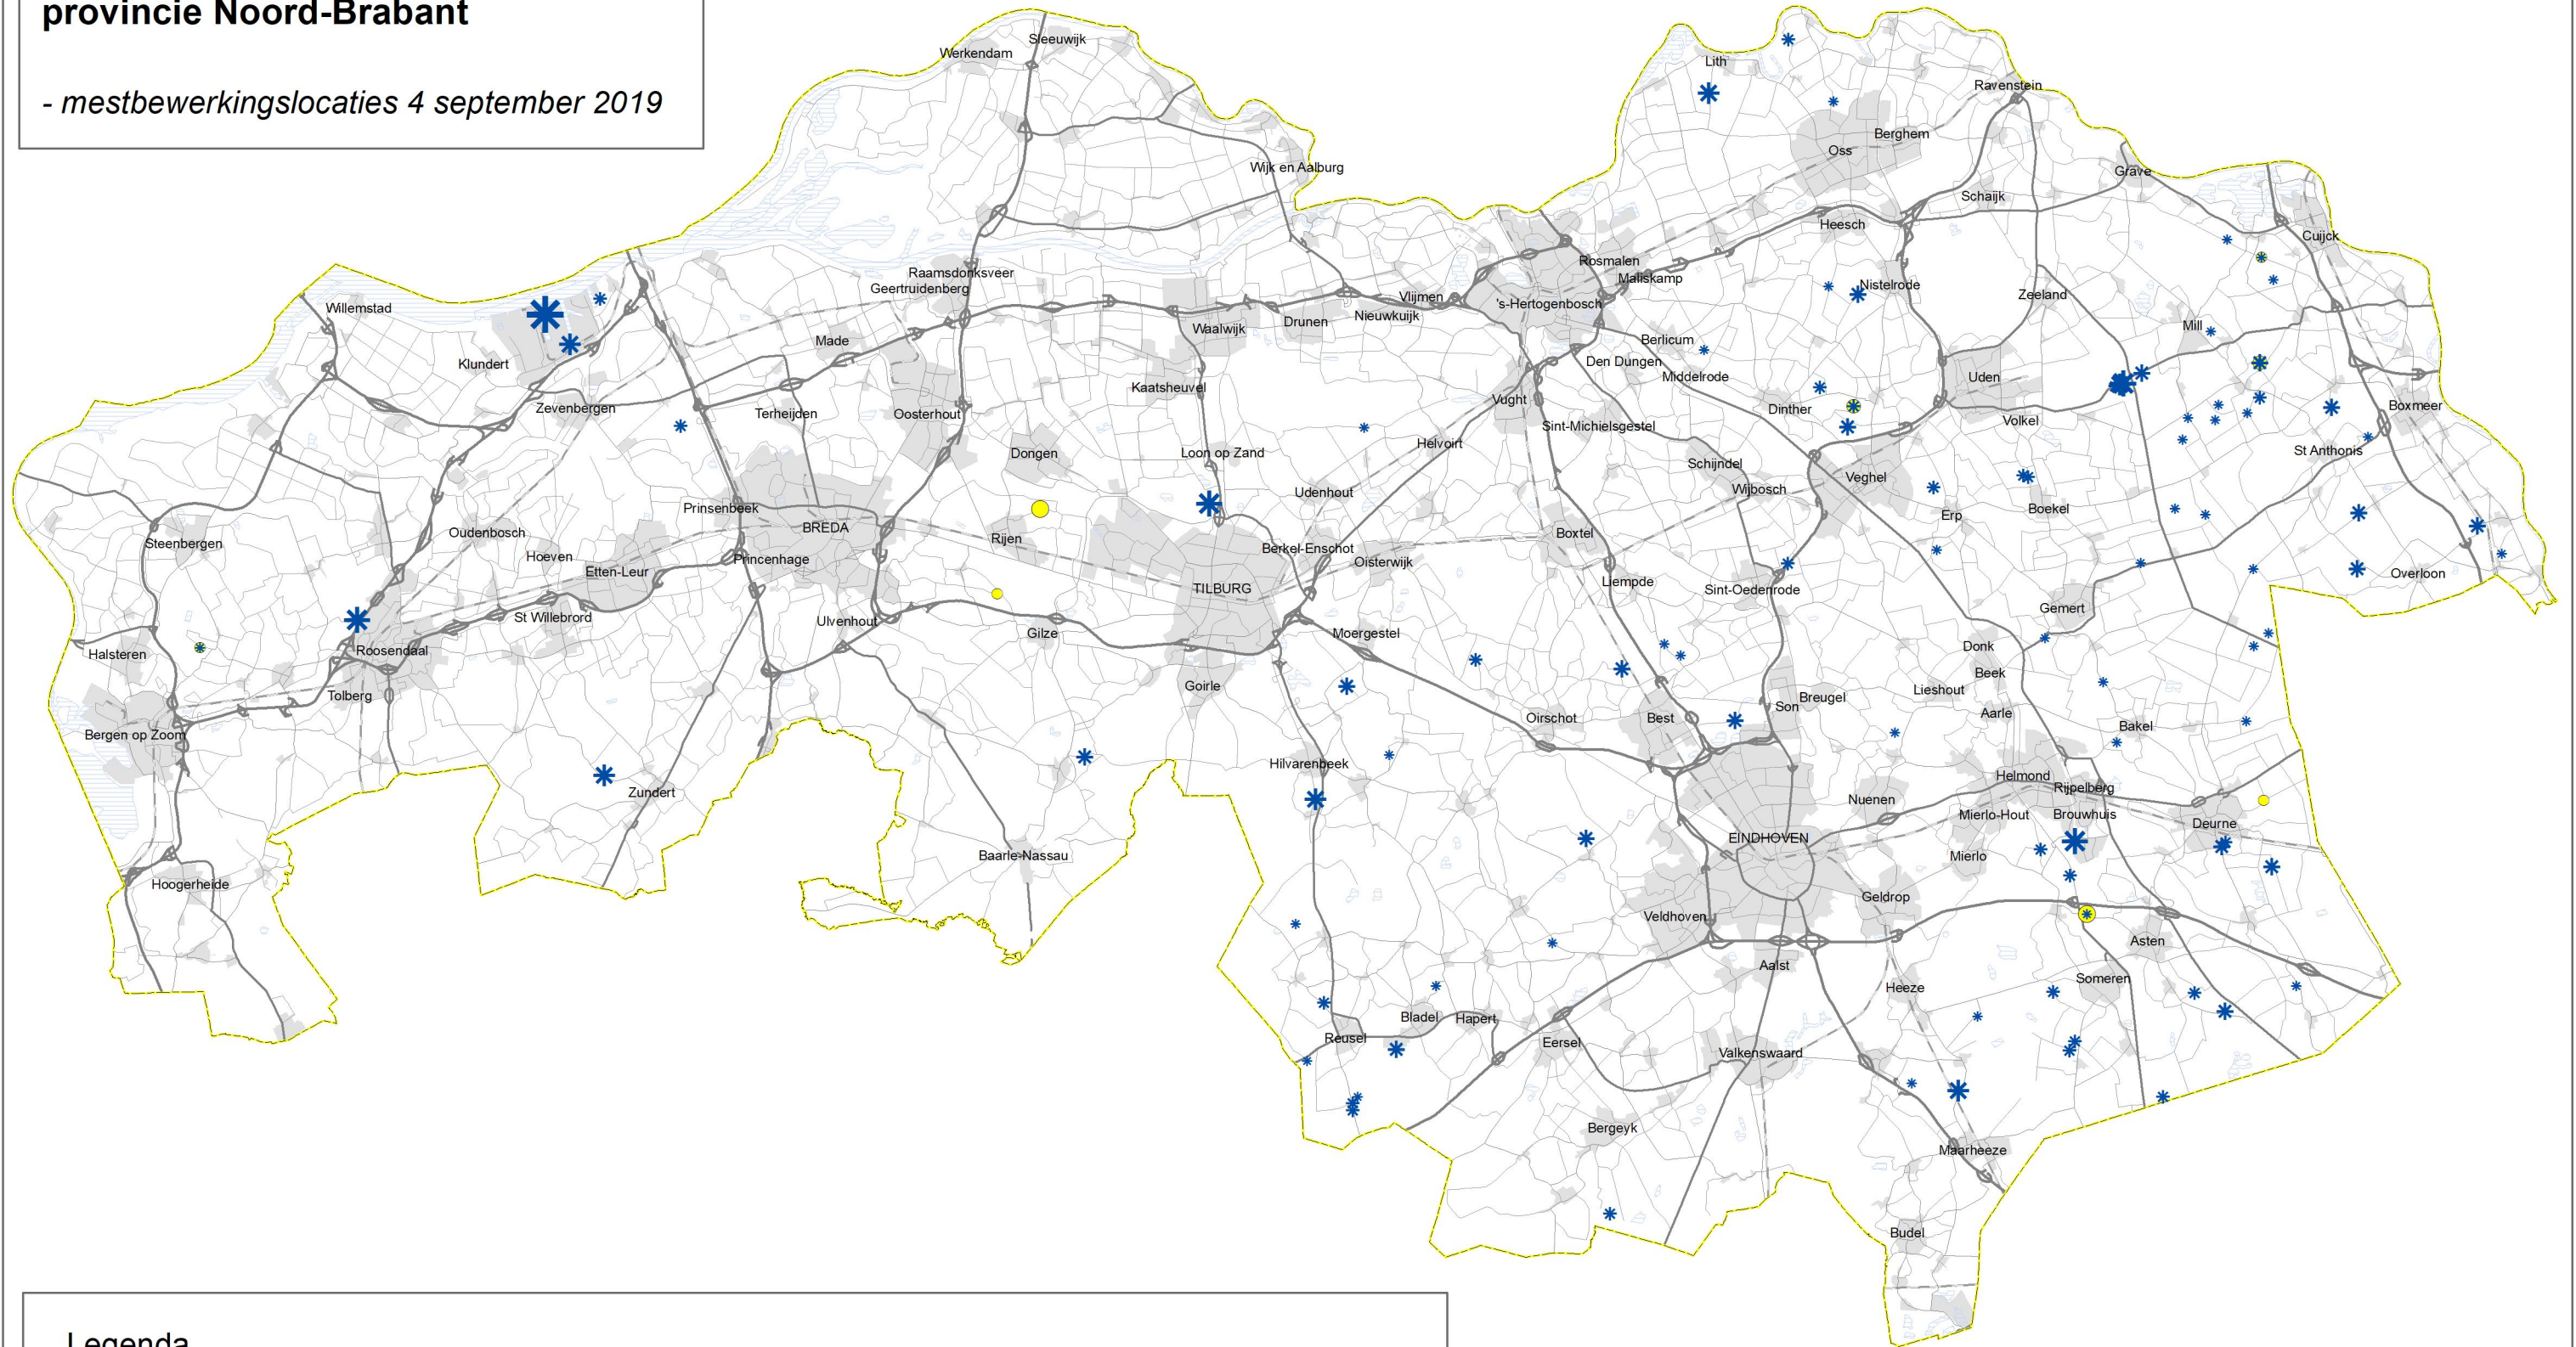 provincie Noord-Brabant
- mestbewerkingslocaties 4 september 2019
Sleeuwijk
Werkendam
Lith
Ravenstein
Berghem
Oss
Wijk en Aalburg
Grave
Schaijk
Heesch
Cuijck
Rosmalen
Raamsdonksveer
Maliskamp
Geertruidenberg
Nistelrode
Vlijmen
Zeeland
's-Hertogenbosch
Willemstad
Nieuwkuijk
Drunen
Mill
Waalwijk
Made
Berlicum
Den Dungen
Klundert
Middelrode
Uden
Kaatsheuvel
Vught
Boxmeer
Zevenbergen
Dinther
Terheijden
Oosterhout
Volkel
Sint-Michielsgestel
Helvoirt
St Anthonis
Dongen
Loon op Zand
Schijndel
Veghel
Wijbosch
Udenhout
Prinsenbeek
Boekel
Erp
BREDA
Oudenbosch
Boxtel
Rijen
Steenbergen
Berkel-Enschot
Hoeven
Princenhage
Oisterwijk
Etten-Leur
Overloon
Liempde
TILBURG
Sint-Oedenrode
Gemert
St Willebrord
Ulvenhout
Gilze
Moergestel
Donk
Roosendaal
Halsteren
Beek
Goirle
Lieshout
Tolberg
Breugel
Son
Aarle
Oirschot
Best
Bakel
Bergen op Zoom
Hilvarenbeek
Helmond
Rijpelberg
Zundert
Nuenen
Mierlo-Hout
Brouwhuis
Deurne
EINDHOVEN
Baarle-Nassau
Mierlo
Hoogerheide
Geldrop
Veldhoven
Asten
Aalst
Someren
Heeze
Bladel
Hapert
Reusel
Eersel
Valkenswaard
Bergeyk
Maarheeze
Budel
Legenda